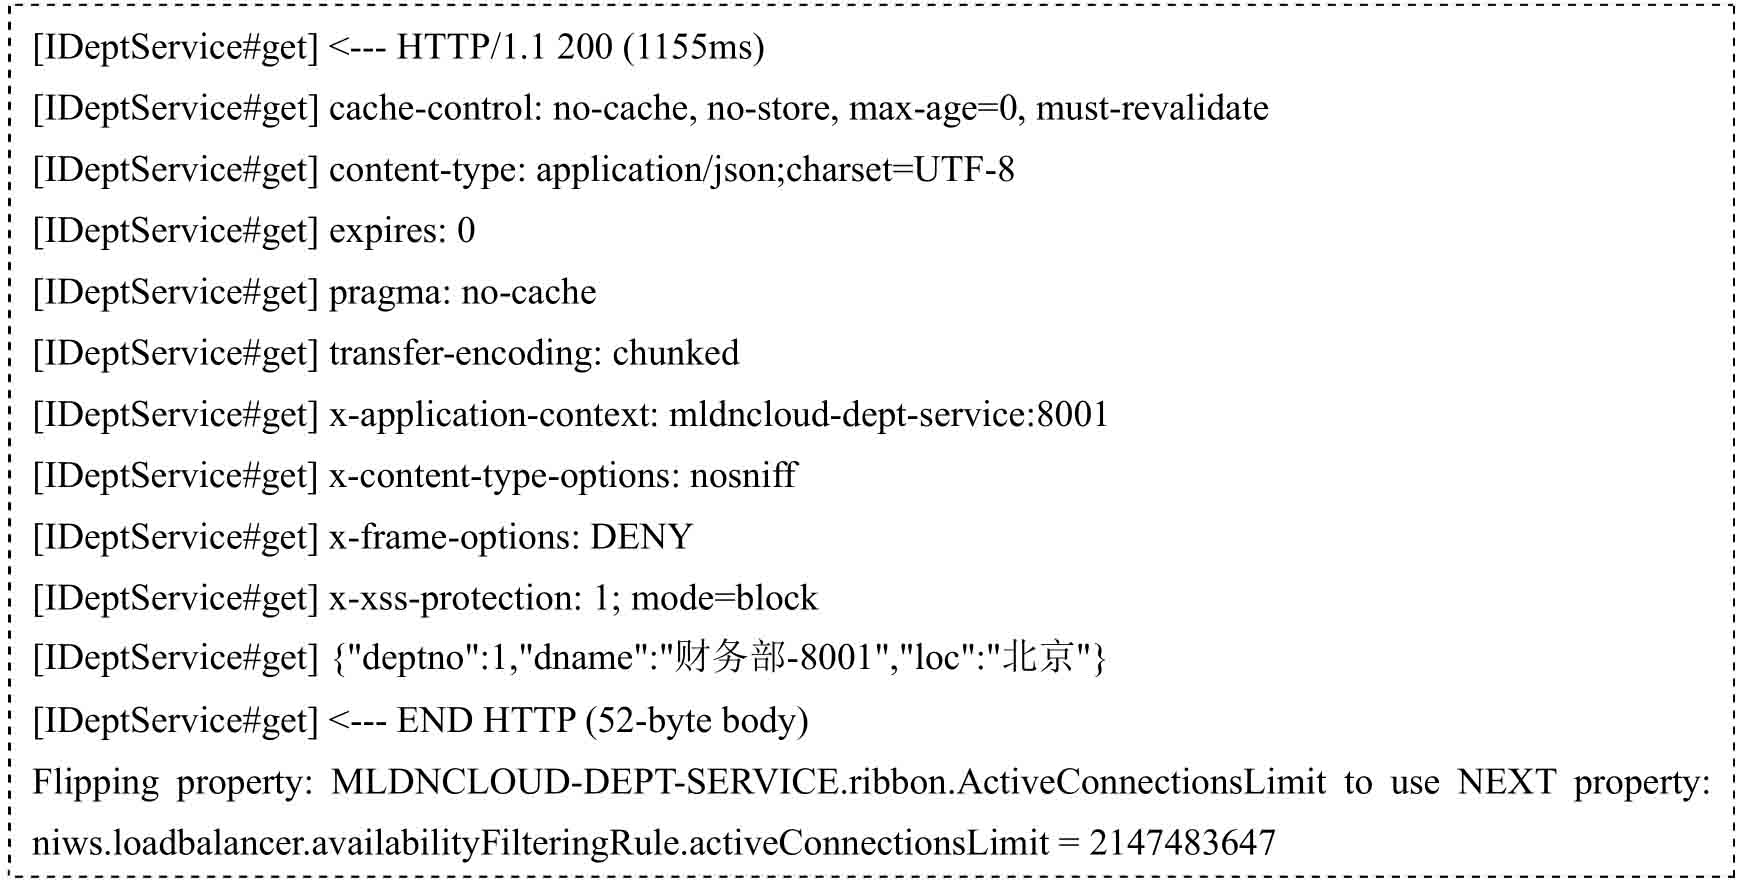 [IDeptService#get] <--- HTTP/1.1 200 (1155ms)
[IDeptService#get] cache-control: no-cache, no-store, max-age=0, must-revalidate
[IDeptService#get] content-type: application/json;charset=UTF-8
[IDeptService#get] expires: 0
[IDeptService#get] pragma: no-cache
[IDeptService#get] transfer-encoding: chunked
[IDeptService#get] x-application-context: mldncloud-dept-service:8001
[IDeptService#get] x-content-type-options: nosniff
[IDeptService#get] x-frame-options: DENY
[IDeptService#get] x-xss-protection: 1; mode=block
[IDeptService#get] {"deptno":1,"dname":"财务部-8001","loc":"北京"}
[IDeptService#get] <--- END HTTP (52-byte body)
Flipping property: MLDNCLOUD-DEPT-SERVICE.ribbon.ActiveConnectionsLimit to use NEXT property:
niws.loadbalancer.availabilityFilteringRule.activeConnectionsLimit = 2147483647